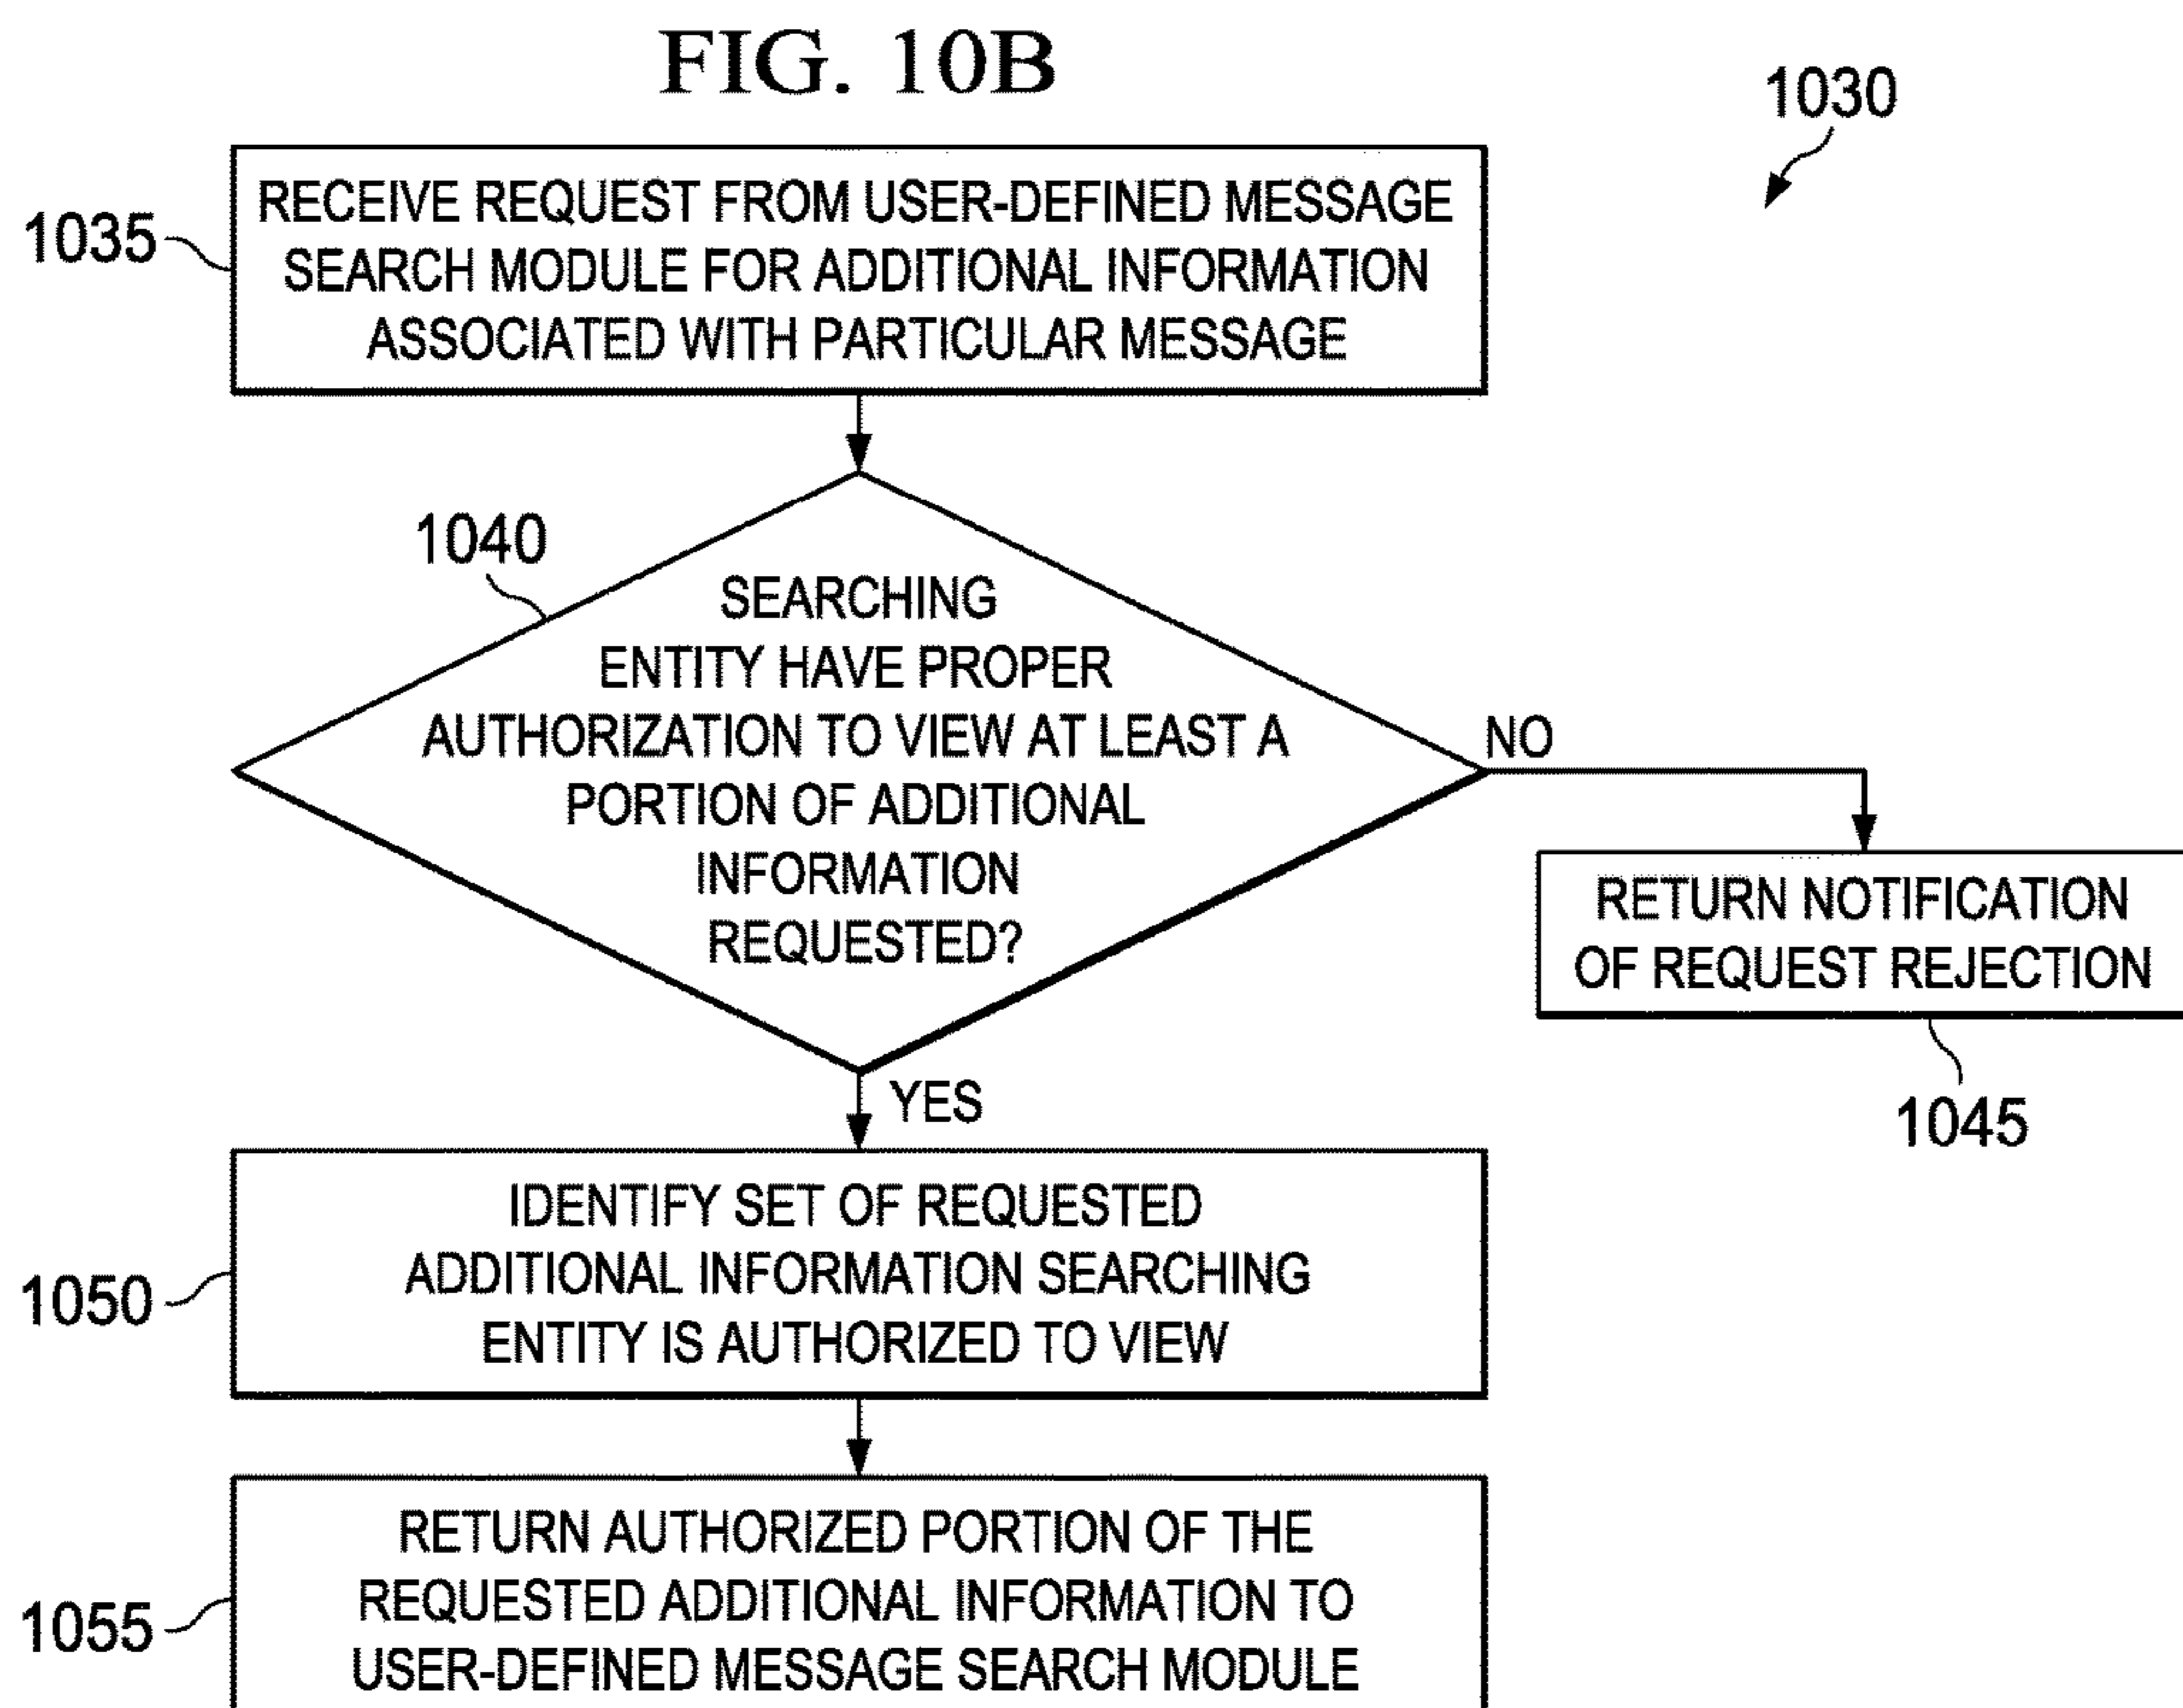 FIG. 10B
1030
1035
RECEIVE REQUEST FROM USER-DEFINED MESSAGE
SEARCH MODULE FOR ADDITIONAL INFORMATION
ASSOCIATED WITH PARTICULAR MESSAGE
1040
SEARCHING
ENTITY HAVE PROPER
AUTHORIZATION TO VIEW AT LEAST A
PORTION OF ADDITIONAL
INFORMATION
REQUESTED?
NO
RETURN NOTIFICATION
OF REQUEST REJECTION
1045
YES
1050
IDENTIFY SET OF REQUESTED
ADDITIONAL INFORMATION SEARCHING
ENTITY IS AUTHORIZED TO VIEW
1055
RETURN AUTHORIZED PORTION OF THE
REQUESTED ADDITIONAL INFORMATION TO
USER-DEFINED MESSAGE SEARCH MODULE